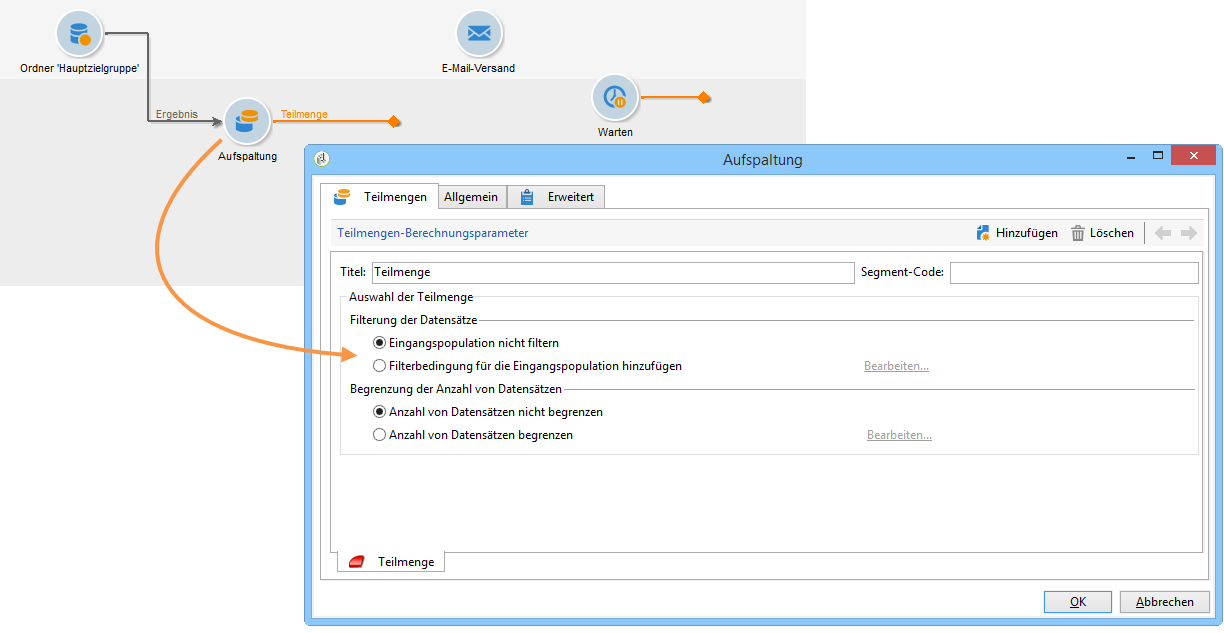 Ordner 'Hauptzielgruppe'
E-Mail-Versand
Ergebnis
Teilmenge
Aufspaltung
Warten
Aufspaltung
Teilmengen Allgemein Erweitert
Teilmengen-Berechnungsparameter Hinzufügen Löschen
Titel: Teilmenge Segment-Code:
Auswahl der Teilmenge
Filterung der Datensätze
Eingangspopulation nicht filtern
Filterbedingung für die Eingangspopulation hinzufügen Bearbeiten...
Begrenzung der Anzahl von Datensätzen
Anzahl von Datensätzen nicht begrenzen
Anzahl von Datensätzen begrenzen Bearbeiten...
Teilmenge
OK Abbrechen